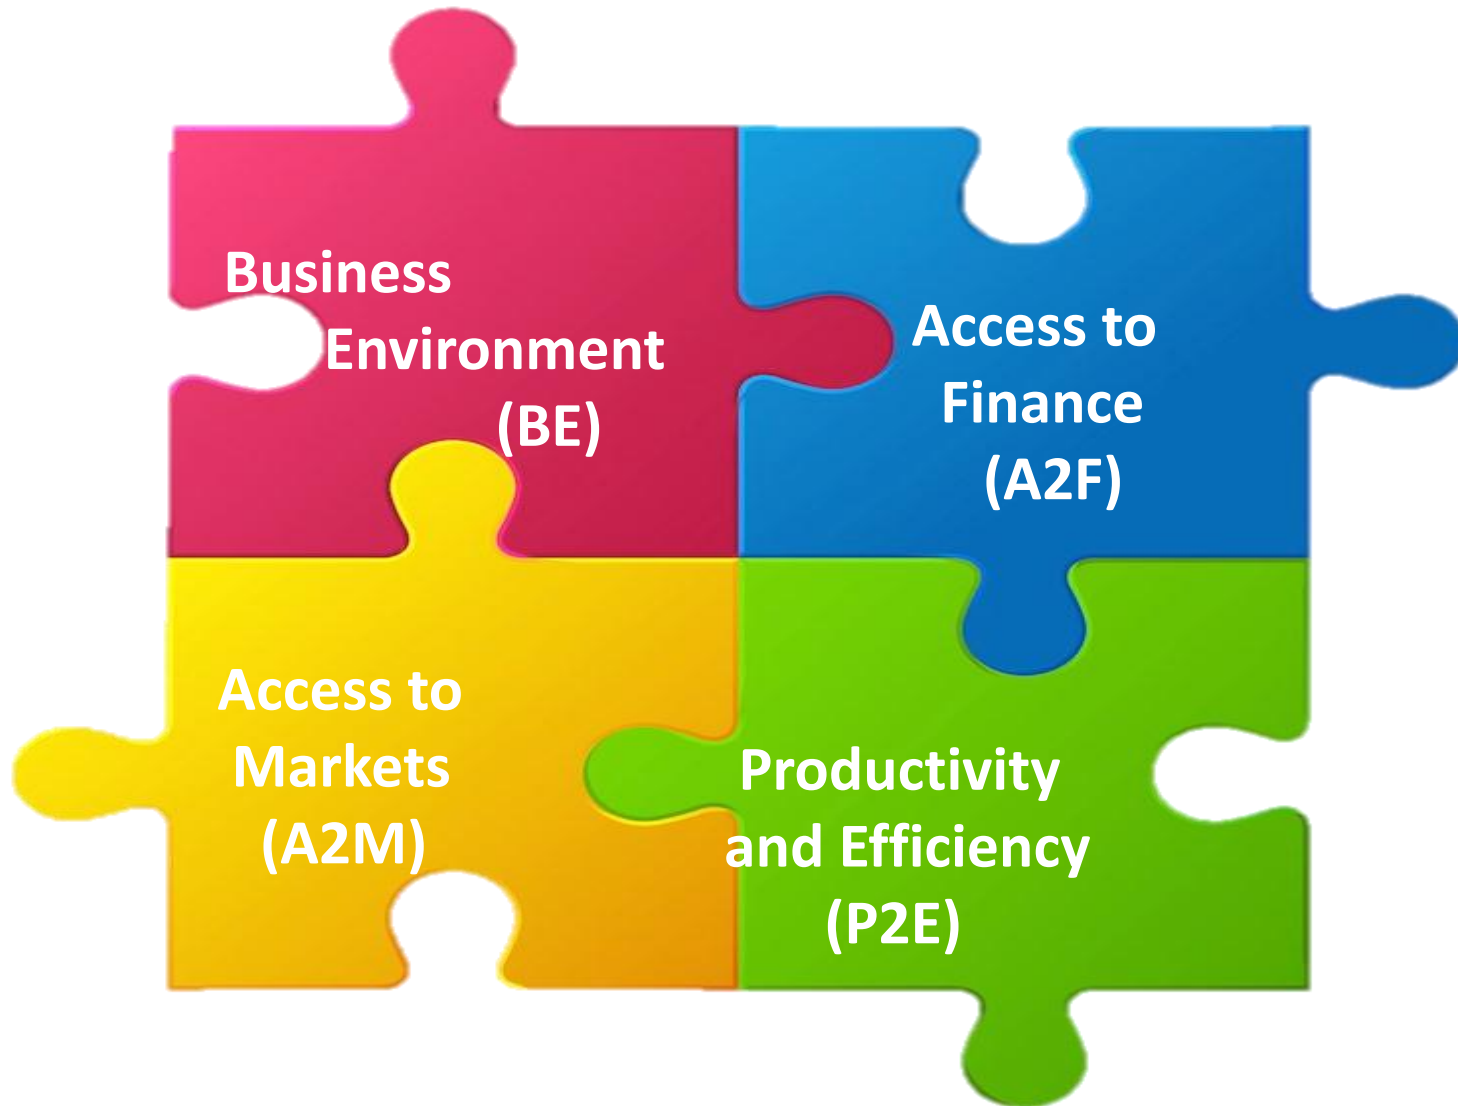 Business
Environment
(BE)
Access to
Finance
(A2F)
Access to
Markets
(A2M)
Productivity
and Efficiency
(P2E)